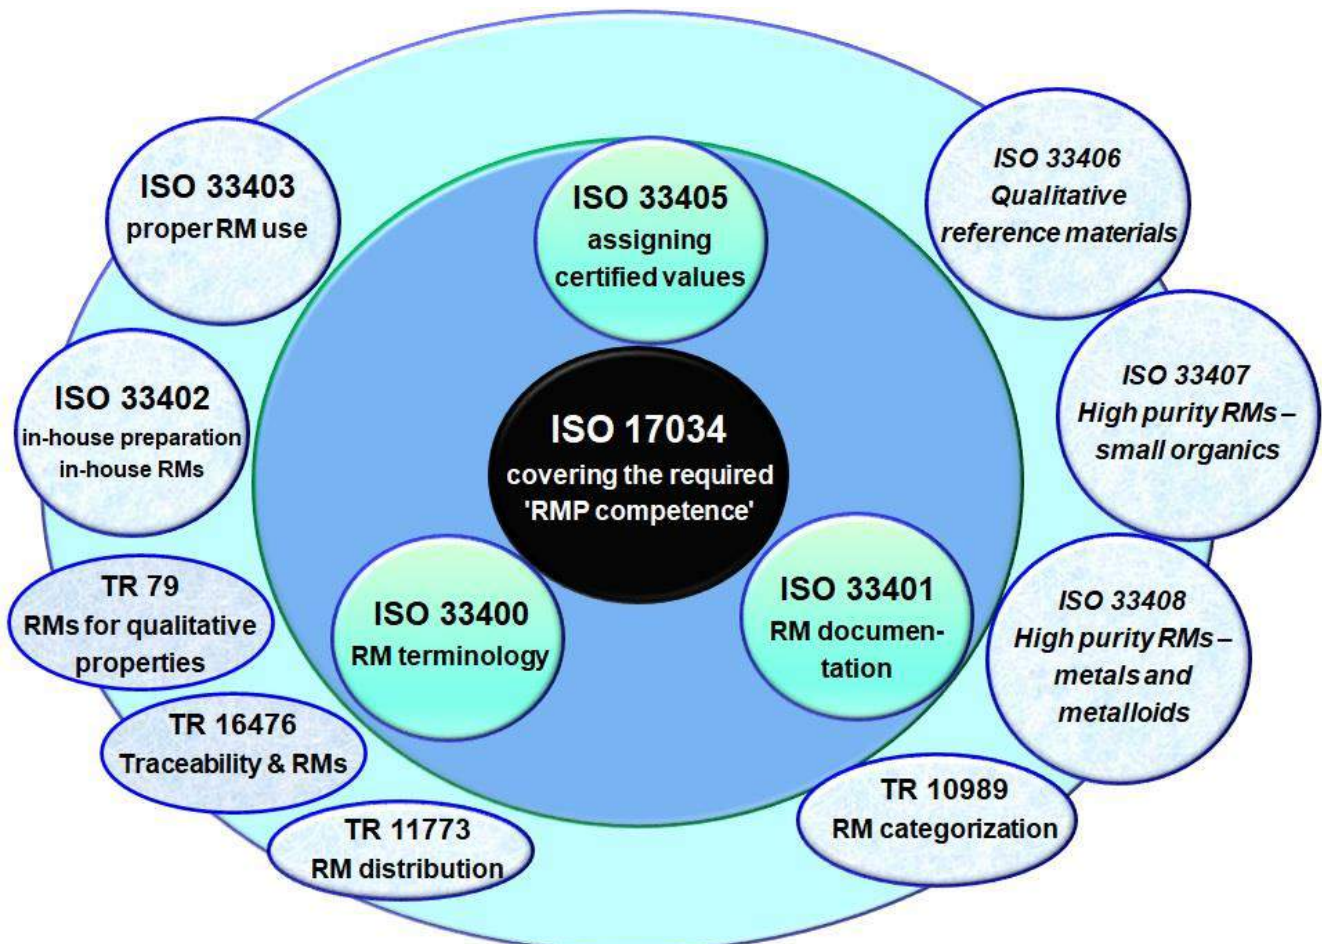 ISO 33403
proper RM use
ISO 33405
assigning
certified values
ISO 33406
Qualitative
reference materials
ISO 33402
in-house preparation
in-house RMs
ISO 17034
covering the required
'RMP competence'
ISO 33407
High purity RMs –
small organics
TR 79
RMs for qualitative
properties
ISO 33400
RM terminology
ISO 33401
RM documen-
tation
ISO 33408
High purity RMs –
metals and
metalloids
TR 16476
Traceability & RMs
TR 11773
RM distribution
TR 10989
RM categorization